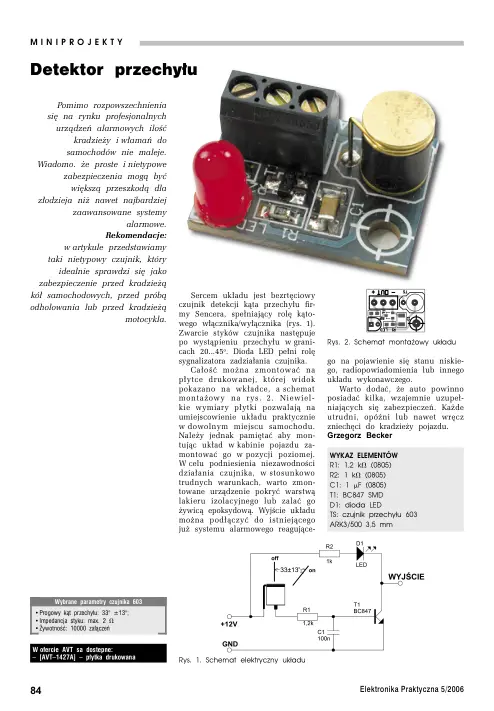 MINIPROJEKTY
Detektor przechyłu
Pomimo rozpowszechnienia
się na rynku profesjonalnych
urządzeń alarmowych ilość
kradzieży i włamań do
samochodów nie maleje.
Wiadomo. że proste i nietypowe
zabezpieczenia mogą być
większą przeszkodą dla
złodzieja niż nawet najbardziej
zaawansowane systemy
alarmowe.
Rekomendacje:
w artykule przedstawiamy
taki nietypowy czujnik, który
idealnie sprawdzi się jako
zabezpieczenie przed kradzieżą
kół samochodowych, przed próbą
odholowania lub przed kradzieżą
motocykla.
Sercem układu jest bezrtęciowy
czujnik detekcji kąta przechyłu fir-
my Sencera, spełniający rolę kąto-
wego włącznika/wyłącznika (rys. 1).
Zwarcie styków czujnika następuje
po wystąpieniu przechyłu w grani-
cach 20...45°. Dioda LED pełni rolę
sygnalizatora zadziałania czujnika.
Całość można zmontować na
płytce drukowanej, której widok
pokazano na wkładce, a schemat
montażowy na rys. 2. Niewiel-
kie wymiary płytki pozwalają na
umiejscowienie układu praktycznie
w dowolnym miejscu samochodu.
Należy jednak pamiętać aby mon-
tując układ w kabinie pojazdu za-
montować go w pozycji poziomej.
W celu podniesienia niezawodności
działania czujnika, w stosunkowo
trudnych warunkach, warto zmon-
towane urządzenie pokryć warstwą
lakieru izolacyjnego lub zalać go
żywicą epoksydową. Wyjście układu
można podłączyć do istniejącego
już systemu alarmowego reagujące-
Rys. 2. Schemat montażowy układu
go na pojawienie się stanu niskie-
go, radiopowiadomienia lub innego
układu wykonawczego.
Warto dodać, że auto powinno
posiadać kilka, wzajemnie uzupeł-
niających się zabezpieczeń. Każde
utrudni, opóźni lub nawet wręcz
zniechęci do kradzieży pojazdu.
Grzegorz Becker
WYKAZ ELEMENTÓW
R1: 1,2 kΩ (0805)
R2: 1 kΩ (0805)
C1: 1 μF (0805)
T1: BC847 SMD
D1: dioda LED
TS: czujnik przechyłu 603
ARK3/500 3,5 mm
Wybrane parametry czujnika 603
• Progowy kąt przechyłu: 33° ±13°;
• Impedancja styku: max. 2 Ω
• Żywotność: 10000 załączeń
W ofercie AVT są dostępne:
– [AVT-1427A] – płytka drukowana
R2
1k
D1
LED
WYJŚCIE
off
33±13°
on
R1
1,2k
T1
BC847
C1
100n
+12V
GND
Rys. 1. Schemat elektryczny układu
84
Elektronika Praktyczna 5/2006